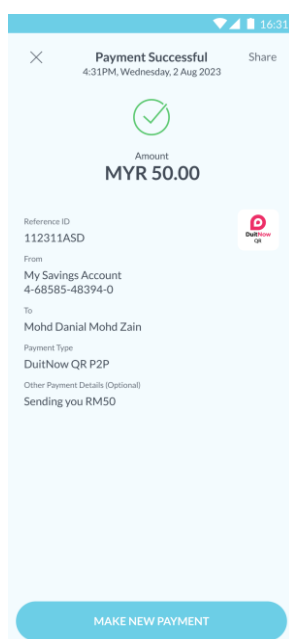 16:31
Payment Successful
Share
4:31PM, Wednesday, 2 Aug 2023
Amount
MYR 50.00
Reference ID
112311ASD
DuitNow
QR
From
My Savings Account
4-68585-48394-0
To
Mohd Danial Mohd Zain
Payment Type
DuitNow QR P2P
Other Payment Details (Optional)
Sending you RM50
MAKE NEW PAYMENT